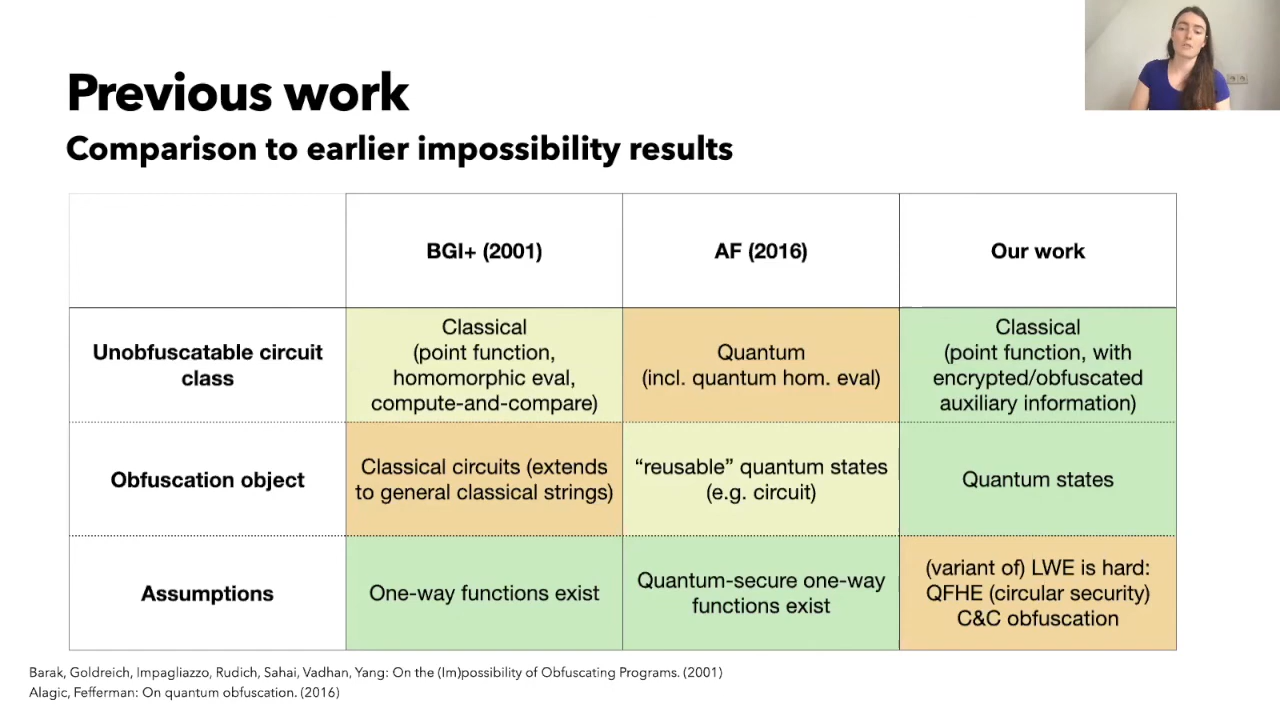 Previous work
Comparison to earlier impossibility results
BGI+ (2001)
AF (2016)
Our work
Unobfuscatable circuit
class
Classical
(point function,
homomorphic eval,
compute-and-compare)
Quantum
(incl. quantum hom. eval)
Classical
(point function, with
encrypted/obfuscated
auxiliary information)
Obfuscation object
Classical circuits (extends
to general classical strings)
“reusable” quantum states
(e.g. circuit)
Quantum states
Assumptions
One-way functions exist
Quantum-secure one-way
functions exist
(variant of) LWE is hard:
QFHE (circular security)
C&C obfuscation
Barak, Goldreich, Impagliazzo, Rudich, Sahai, Vadhan, Yang: On the (Im)possibility of Obfuscating Programs. (2001)
Alagic, Fefferman: On quantum obfuscation. (2016)